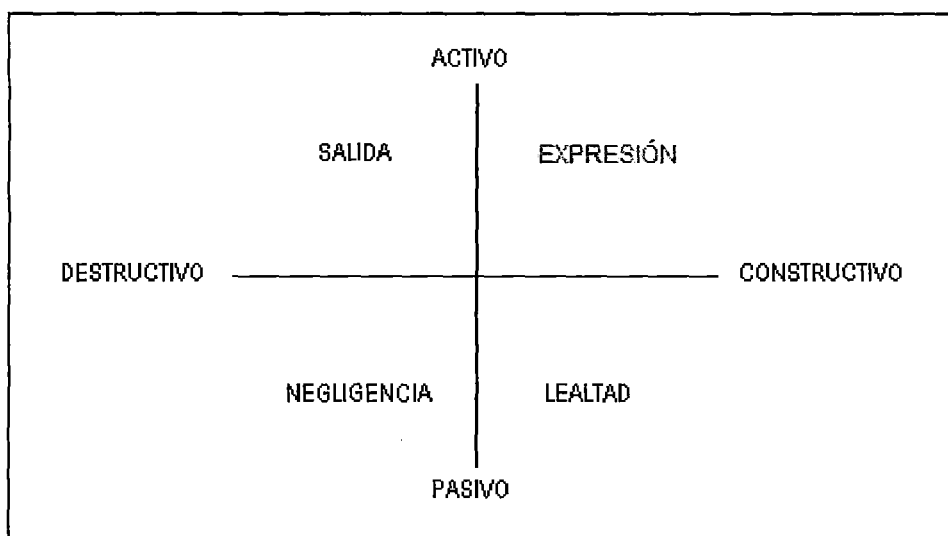 ACTIVO
SALIDA EXPRESIÓN
DESTRUCTIVO CONSTRUCTIVO
NEGLIGENCIA LEALTAD
PASIVO